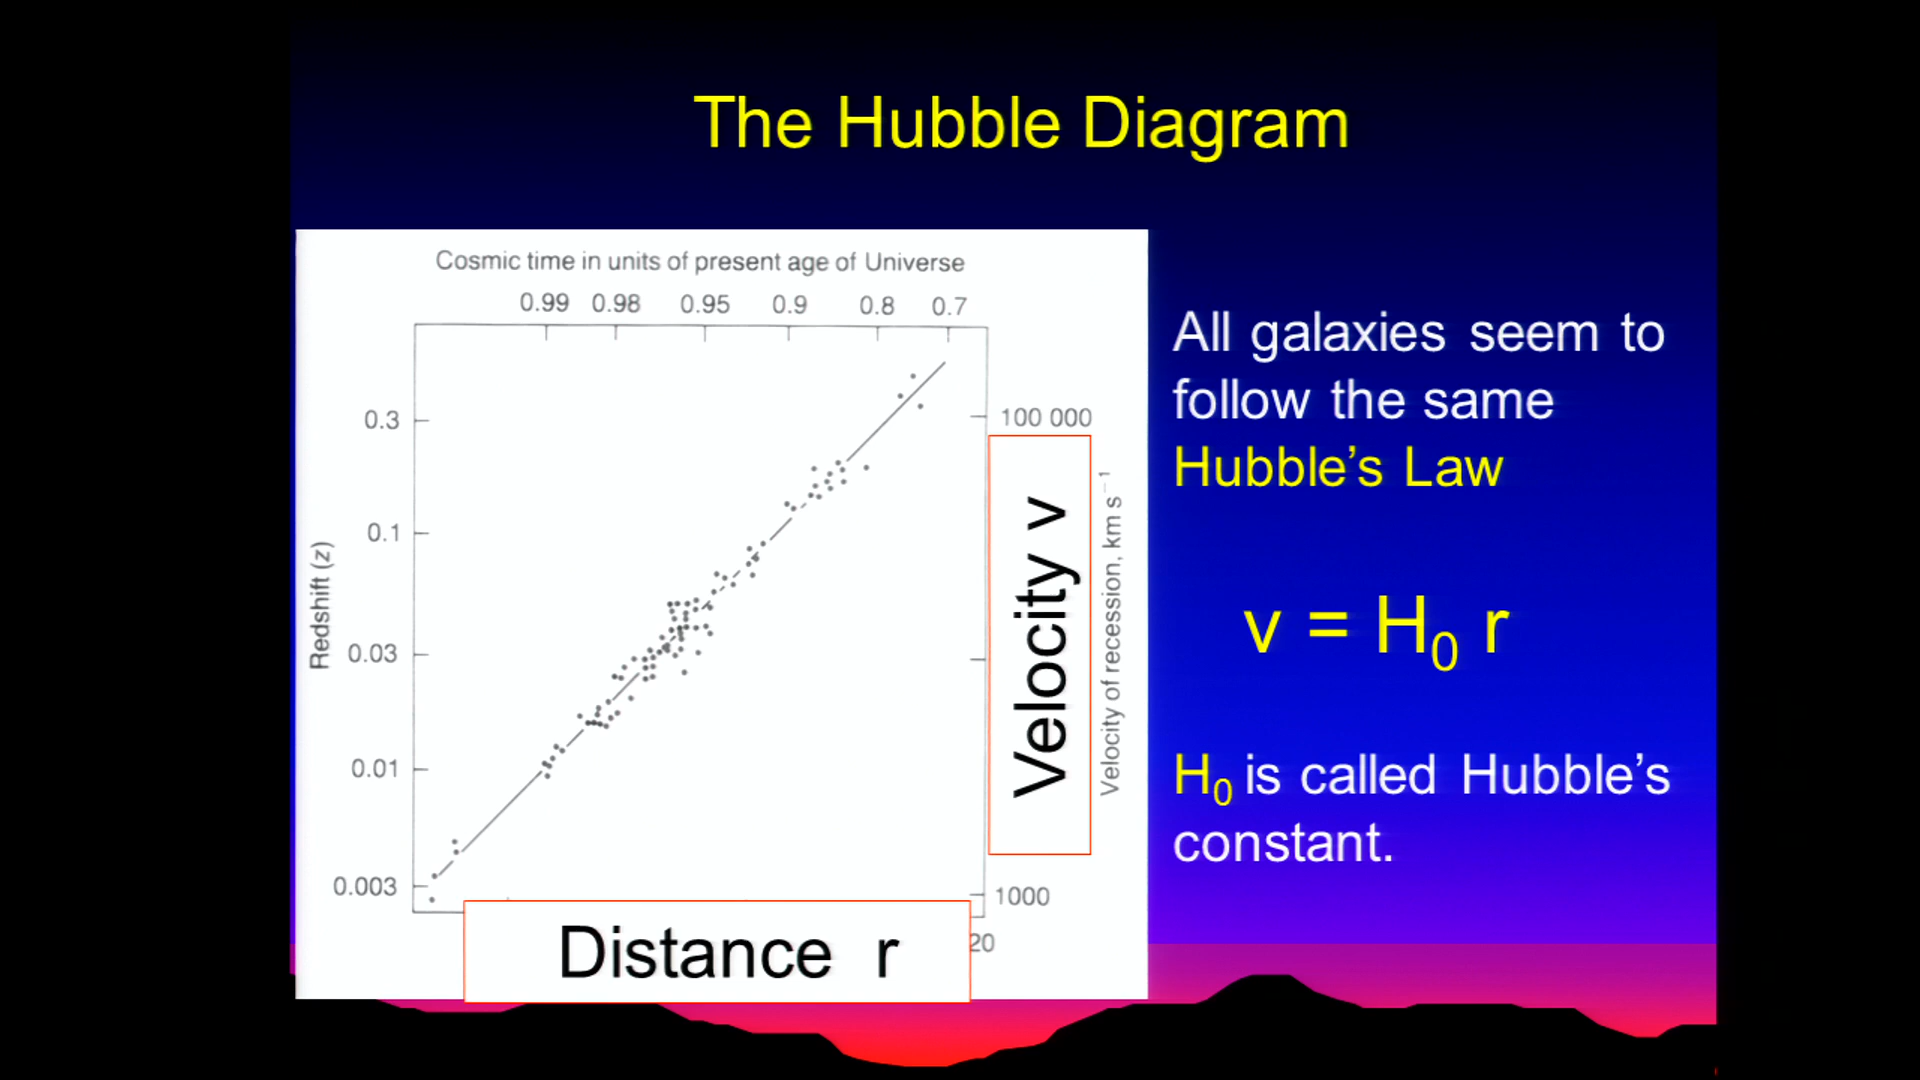 The Hubble Diagram
Cosmic time in units of present age of Universe
0.99 0.98 0.95 0.9 0.8 0.7
0.3
0.1
0.03
0.01
0.003
Redshift (z)
100 000
1000
20
Velocity v
Velocity of recession, km s⁻¹
Distance r
All galaxies seem to
follow the same
Hubble’s Law
v = H₀ r
H₀ is called Hubble’s
constant.